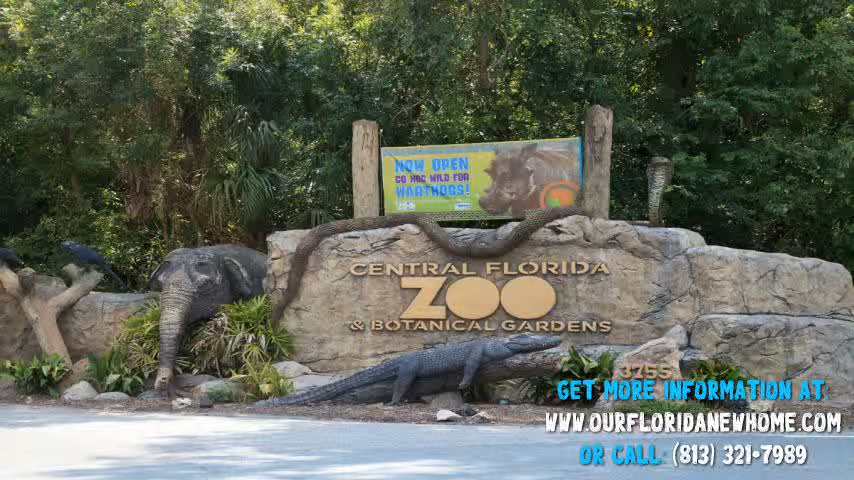 NOW OPEN
GO HOG WILD FOR
WARTHOGS!
ZOO
CENTRAL FLORIDA
ZOO
& BOTANICAL GARDENS
3755
GET MORE INFORMATION AT
WWW.OURFLORIDANEWHOME.COM
OR CALL: (813) 321-7989